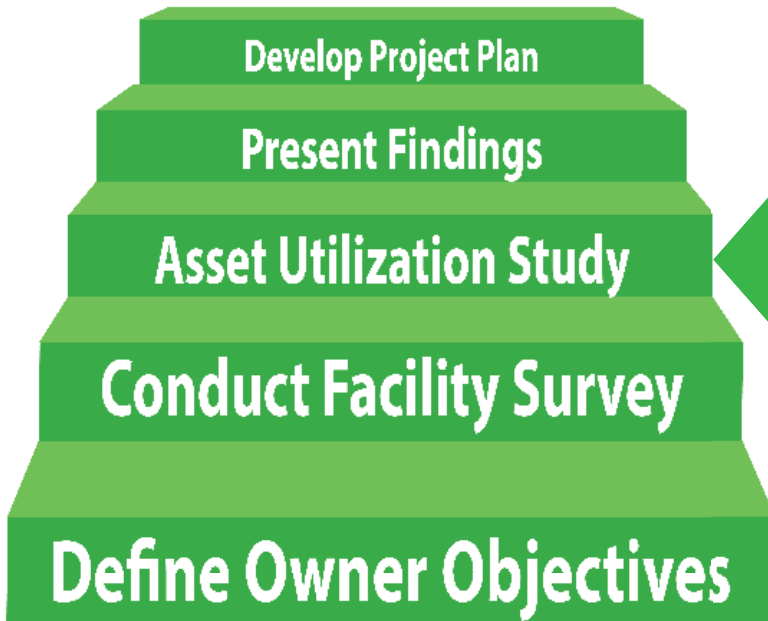 Develop Project Plan
Present Findings
Asset Utilization Study
Conduct Facility Survey
Define Owner Objectives